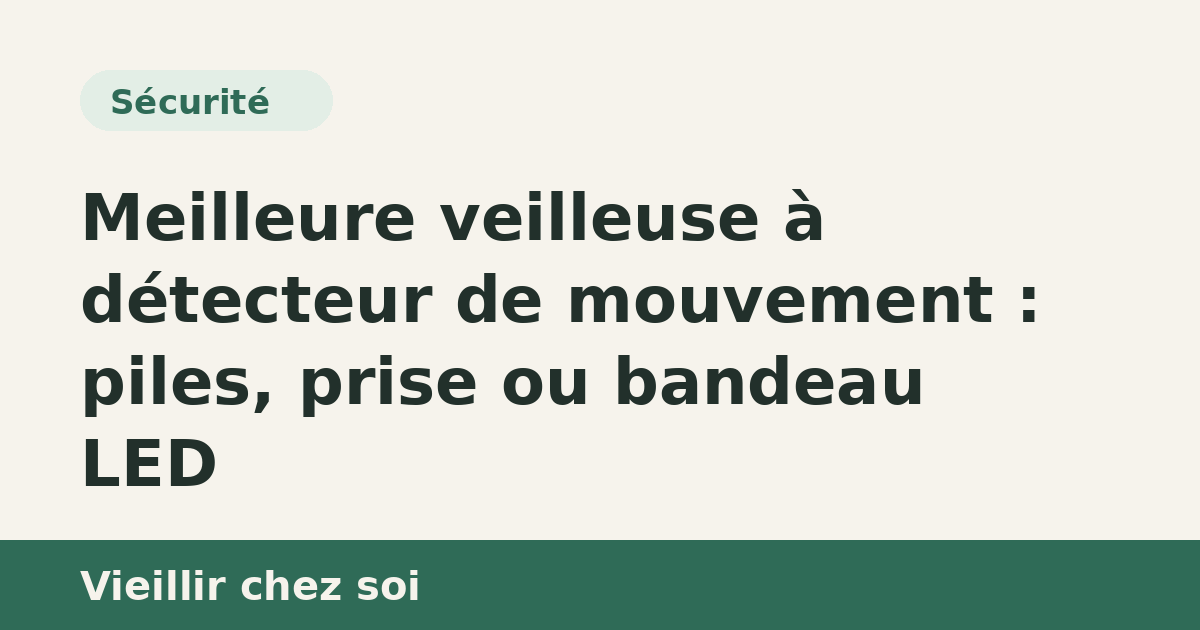 Sécurité
Meilleure veilleuse à
détecteur de mouvement :
piles, prise ou bandeau
LED
Vieillir chez soi